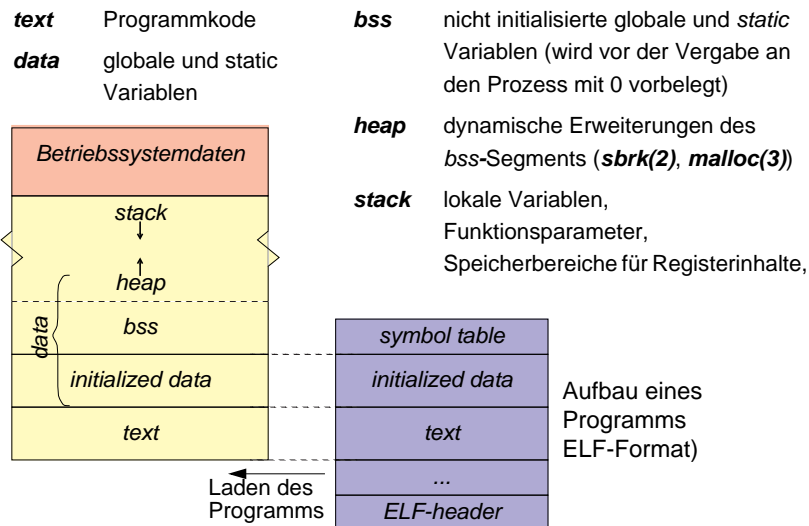 text Programmkode
data globale und static
Variablen
bss nicht initialisierte globale und static
Variablen (wird vor der Vergabe an
den Prozess mit 0 vorbelegt)
heap dynamische Erweiterungen des
bss-Segments (sbrk(2), malloc(3))
stack lokale Variablen,
Funktionsparameter,
Speicherbereiche für Registerinhalte,
Betriebssystemdaten
stack
heap
bss
data
initialized data
text
symbol table
initialized data
text
...
ELF-header
Aufbau eines
Programms
ELF-Format)
Laden des
Programms